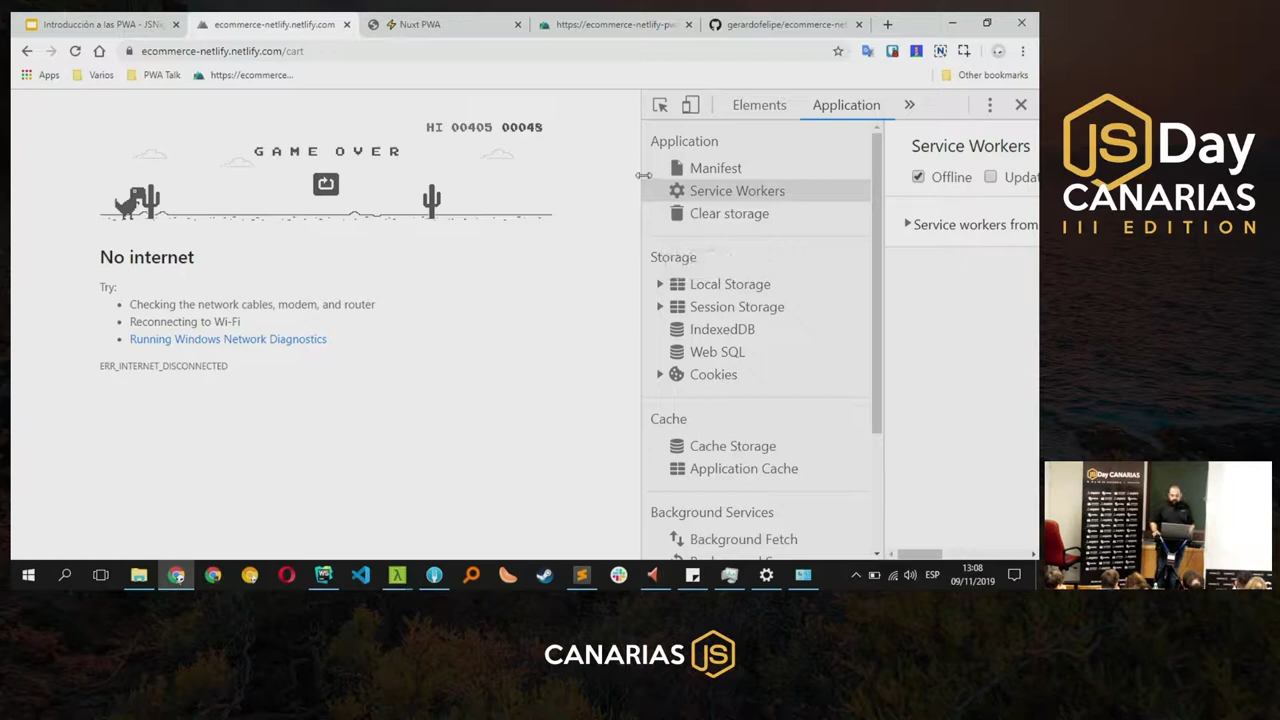 Introducción a las PWA - JSNi
ecommerce-netlify.netlify.com
Nuxt PWA
https://ecommerce-netlify-pw
gerardofelipe/ecommerce-net
ecommerce-netlify.netlify.com/cart
Apps
Varios
PWA Talk
https://ecommerce...
Other bookmarks
HI 00405 00048
GAME OVER
No internet
Try:
Checking the network cables, modem, and router
Reconnecting to Wi-Fi
Running Windows Network Diagnostics
ERR_INTERNET_DISCONNECTED
Elements
Application
Application
Manifest
Service Workers
Clear storage
Storage
Local Storage
Session Storage
IndexedDB
Web SQL
Cookies
Cache
Cache Storage
Application Cache
Background Services
Background Fetch
Service Workers
Offline
Updat
Service workers from
ESP
13:08
09/11/2019
JS Day
CANARIAS
III EDITION
JSDay CANARIAS
CANARIAS JS